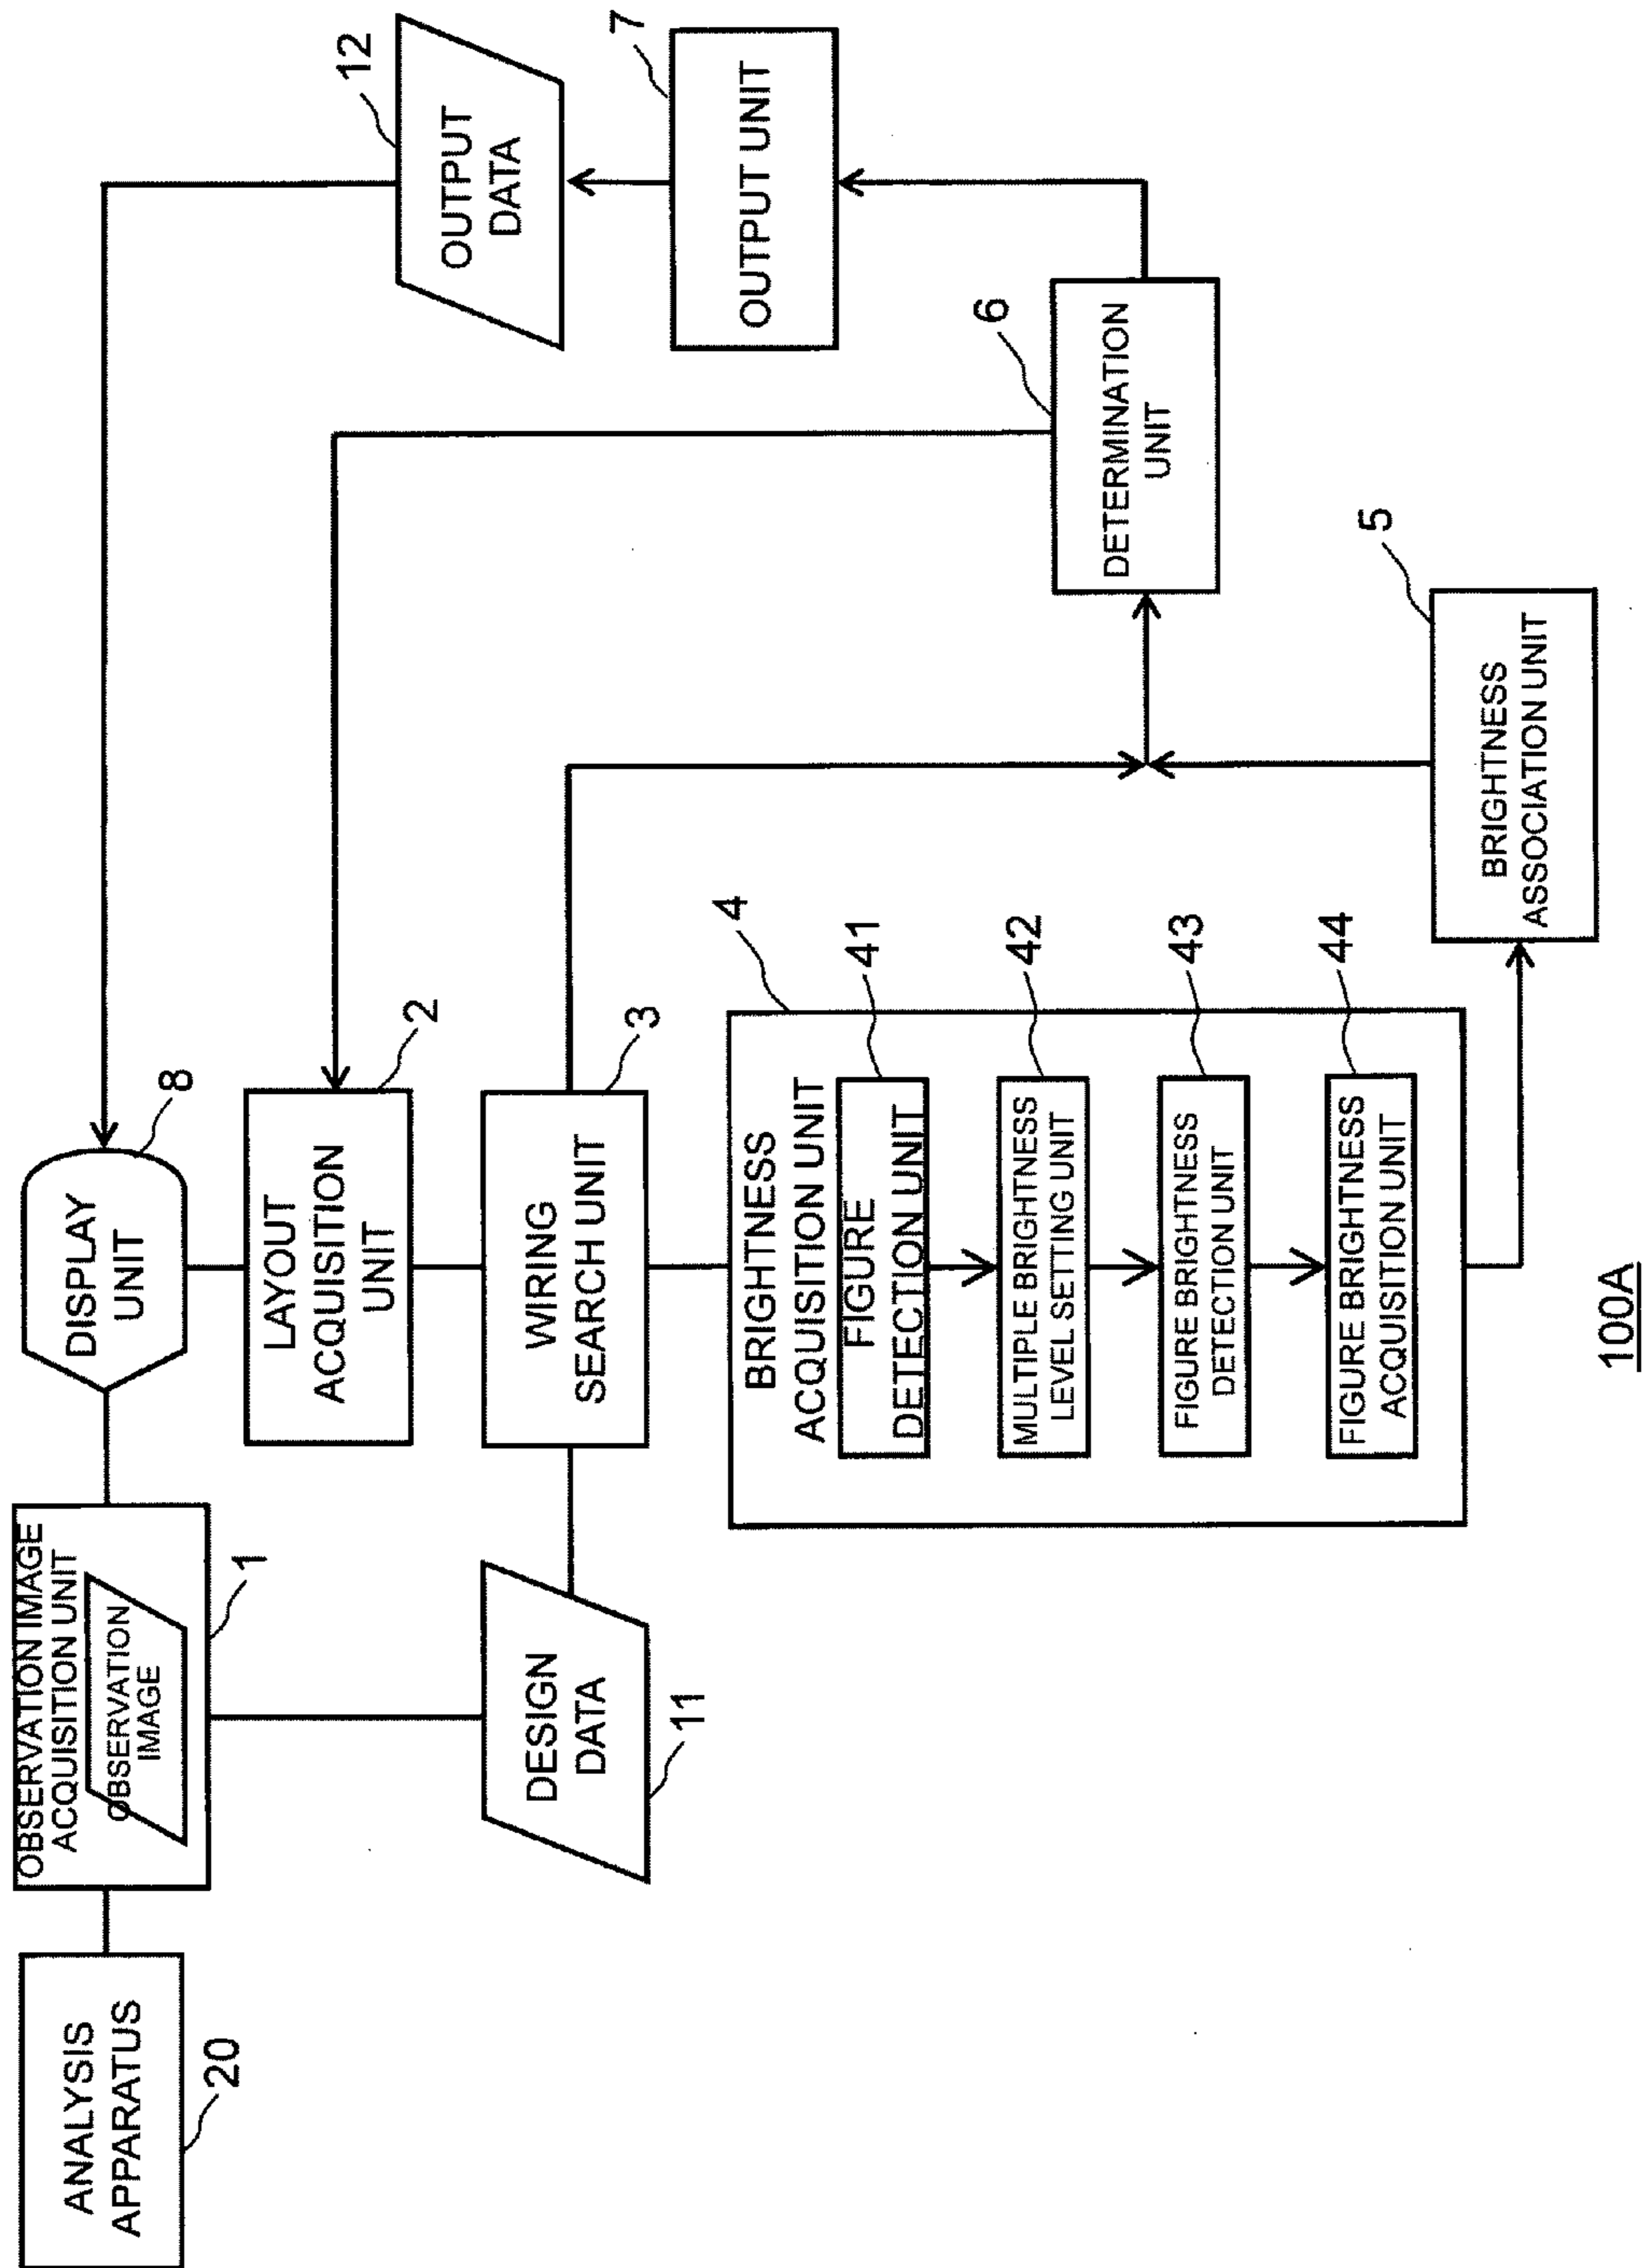 ANALYSIS
APPARATUS
20
OBSERVATION IMAGE
ACQUISITION UNIT
OBSERVATION
IMAGE
1
DISPLAY
UNIT
8
LAYOUT
ACQUISITION
UNIT
2
DESIGN
DATA
11
WIRING
SEARCH UNIT
3
BRIGHTNESS
ACQUISITION UNIT
4
FIGURE
DETECTION UNIT
41
MULTIPLE BRIGHTNESS
LEVEL SETTING UNIT
42
FIGURE BRIGHTNESS
DETECTION UNIT
43
FIGURE BRIGHTNESS
ACQUISITION UNIT
44
BRIGHTNESS
ASSOCIATION UNIT
5
DETERMINATION
UNIT
6
OUTPUT UNIT
7
OUTPUT
DATA
12
100A